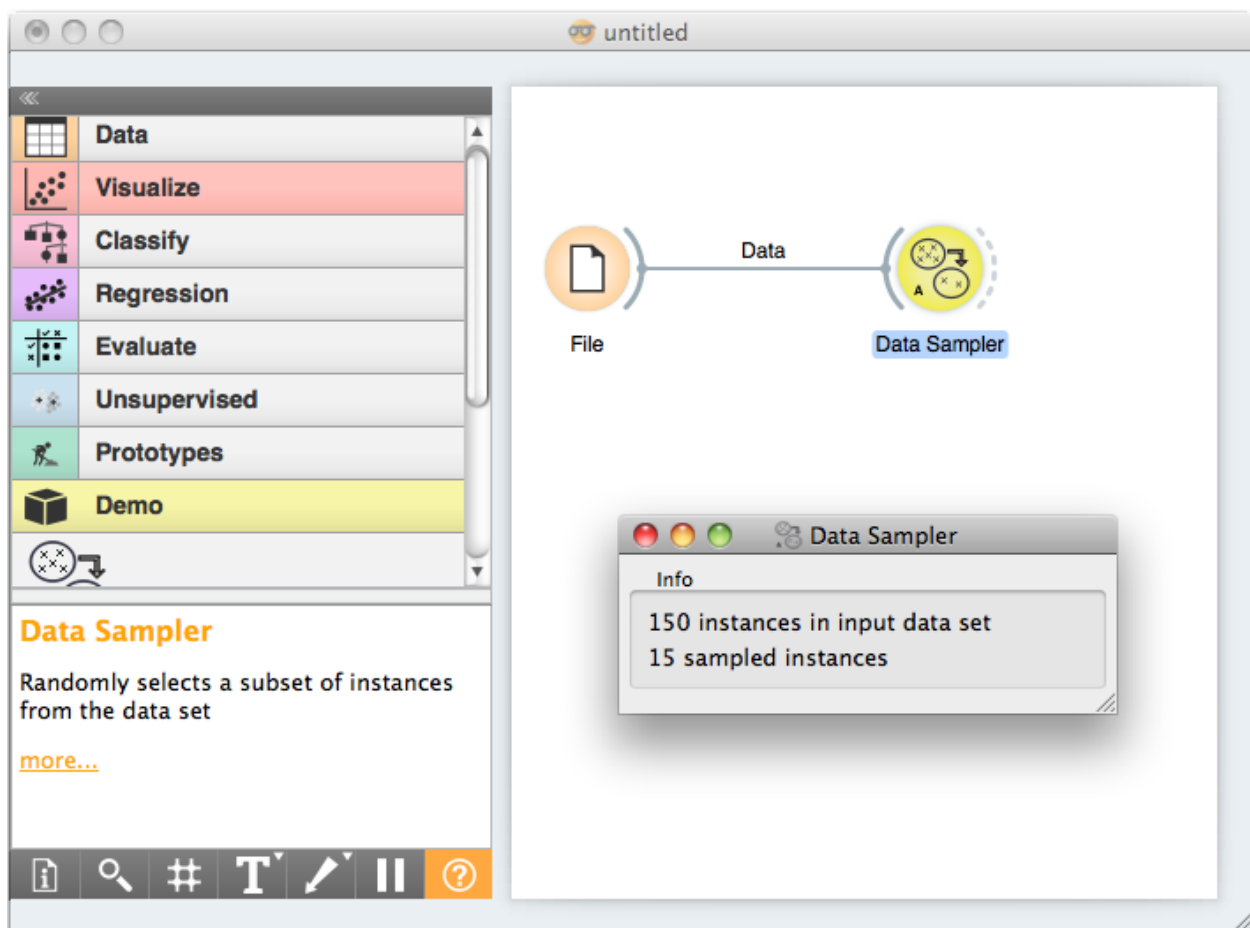 untitled
Data
Visualize
Classify
Regression
Evaluate
Unsupervised
Prototypes
Demo
Data Sampler
Randomly selects a subset of instances
from the data set
more...
T
Data
File
A
Data Sampler
Data Sampler
Info
150 instances in input data set
15 sampled instances